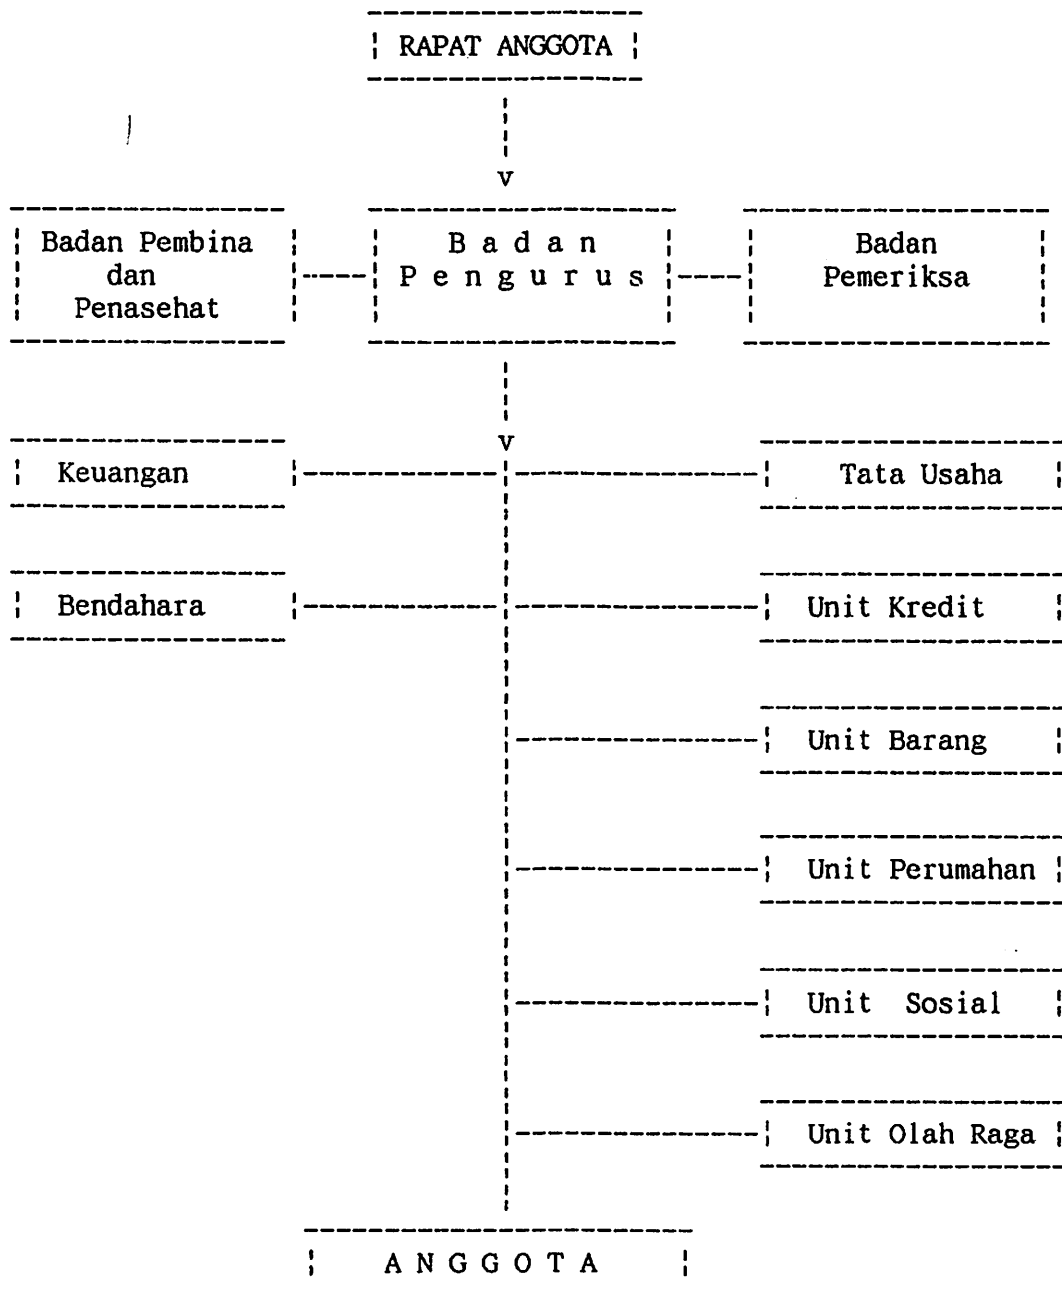 RAPAT ANGGOTA
v
Badan Pembina
dan
Penasehat
B a d a n
P e n g u r u s
Badan
Pemeriksa
v
Keuangan
Tata Usaha
Bendahara
Unit Kredit
Unit Barang
Unit Perumahan
Unit Sosial
Unit Olah Raga
A N G G O T A